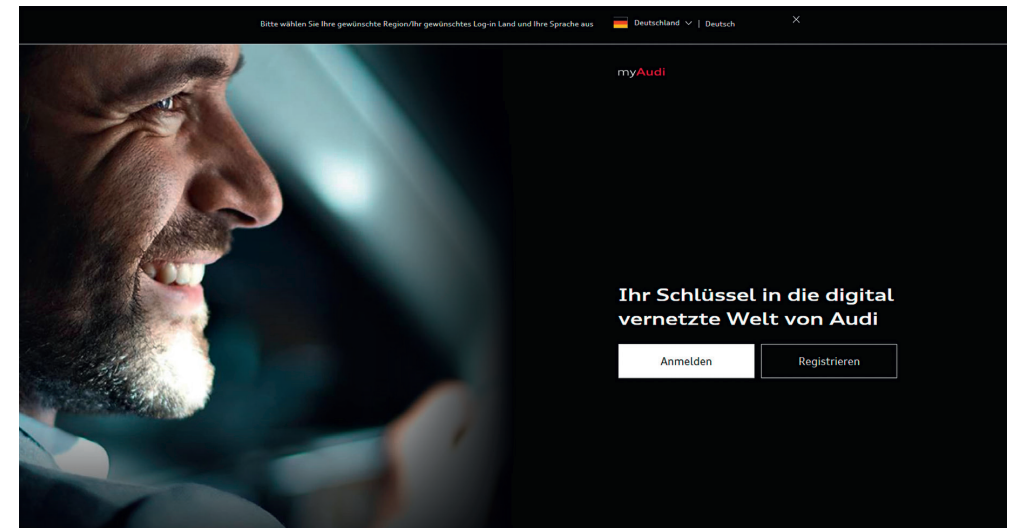 Bitte wählen Sie Ihre gewünschte Region/Ihr gewünschtes Log-in Land und Ihre Sprache aus Deutschland | Deutsch
myAudi
Ihr Schlüssel in die digital
vernetzte Welt von Audi
Anmelden Registrieren